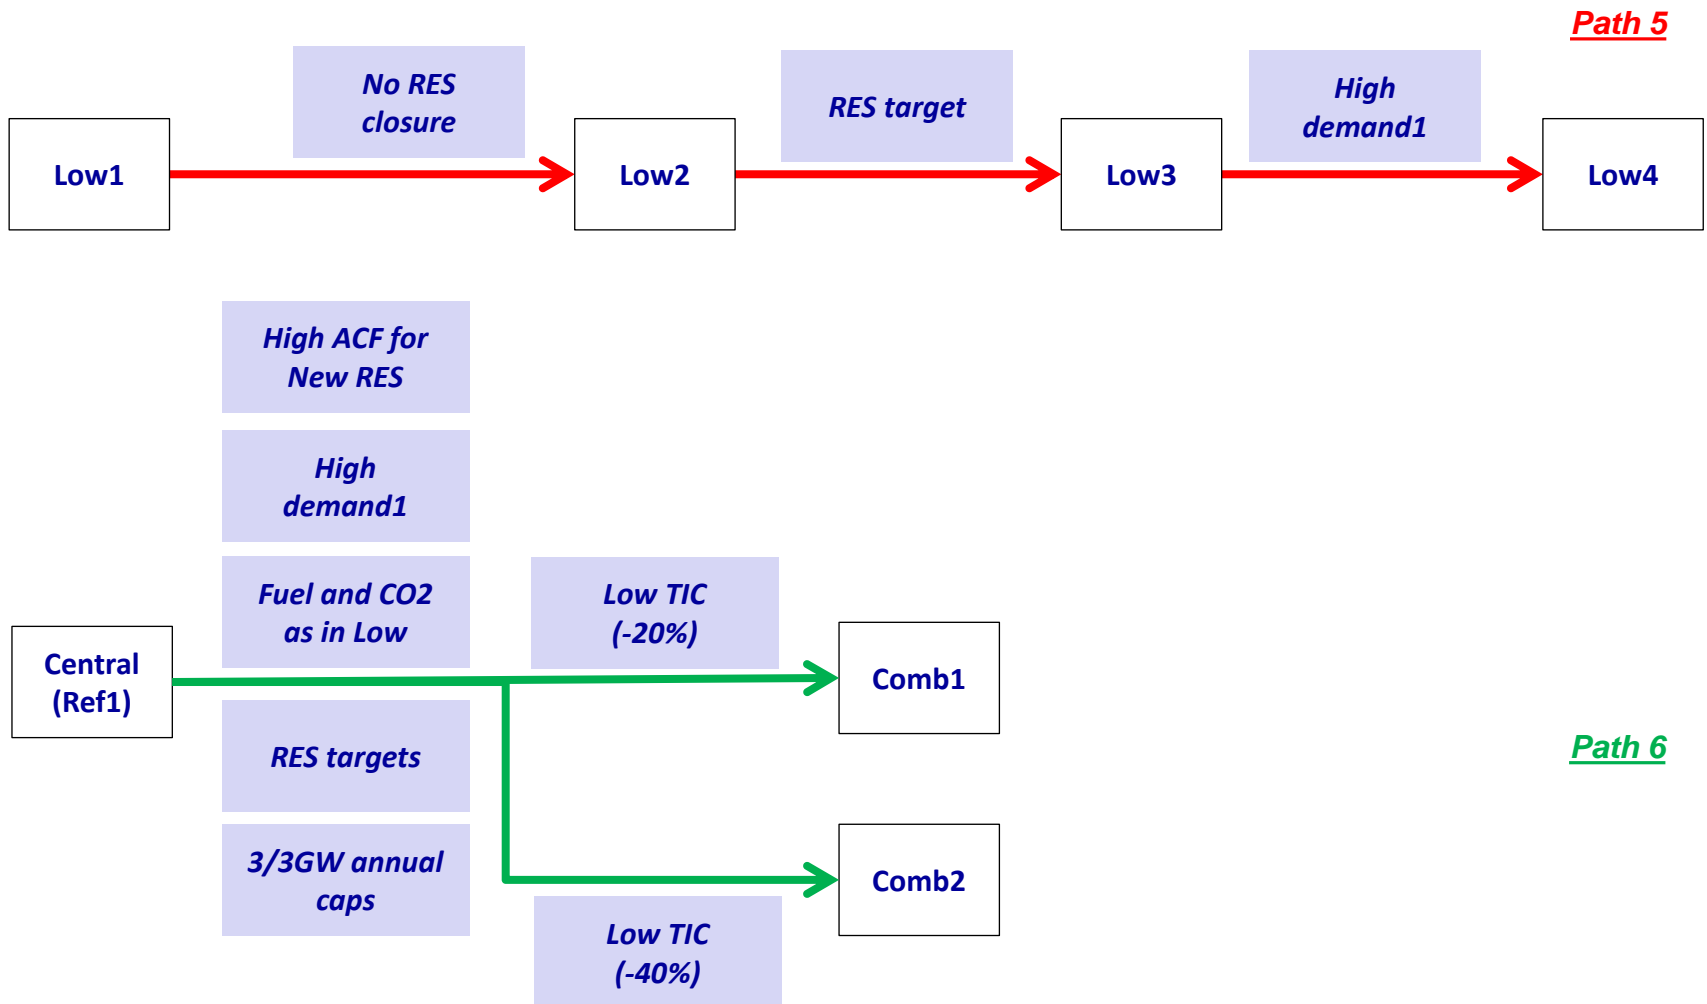 Path 5
No RES
closure
RES target
High
demand1
Low1
Low2
Low3
Low4
High ACF for
New RES
High
demand1
Fuel and CO2
as in Low
Low TIC
(-20%)
Central
(Ref1)
Comb1
RES targets
Path 6
3/3GW annual
caps
Comb2
Low TIC
(-40%)